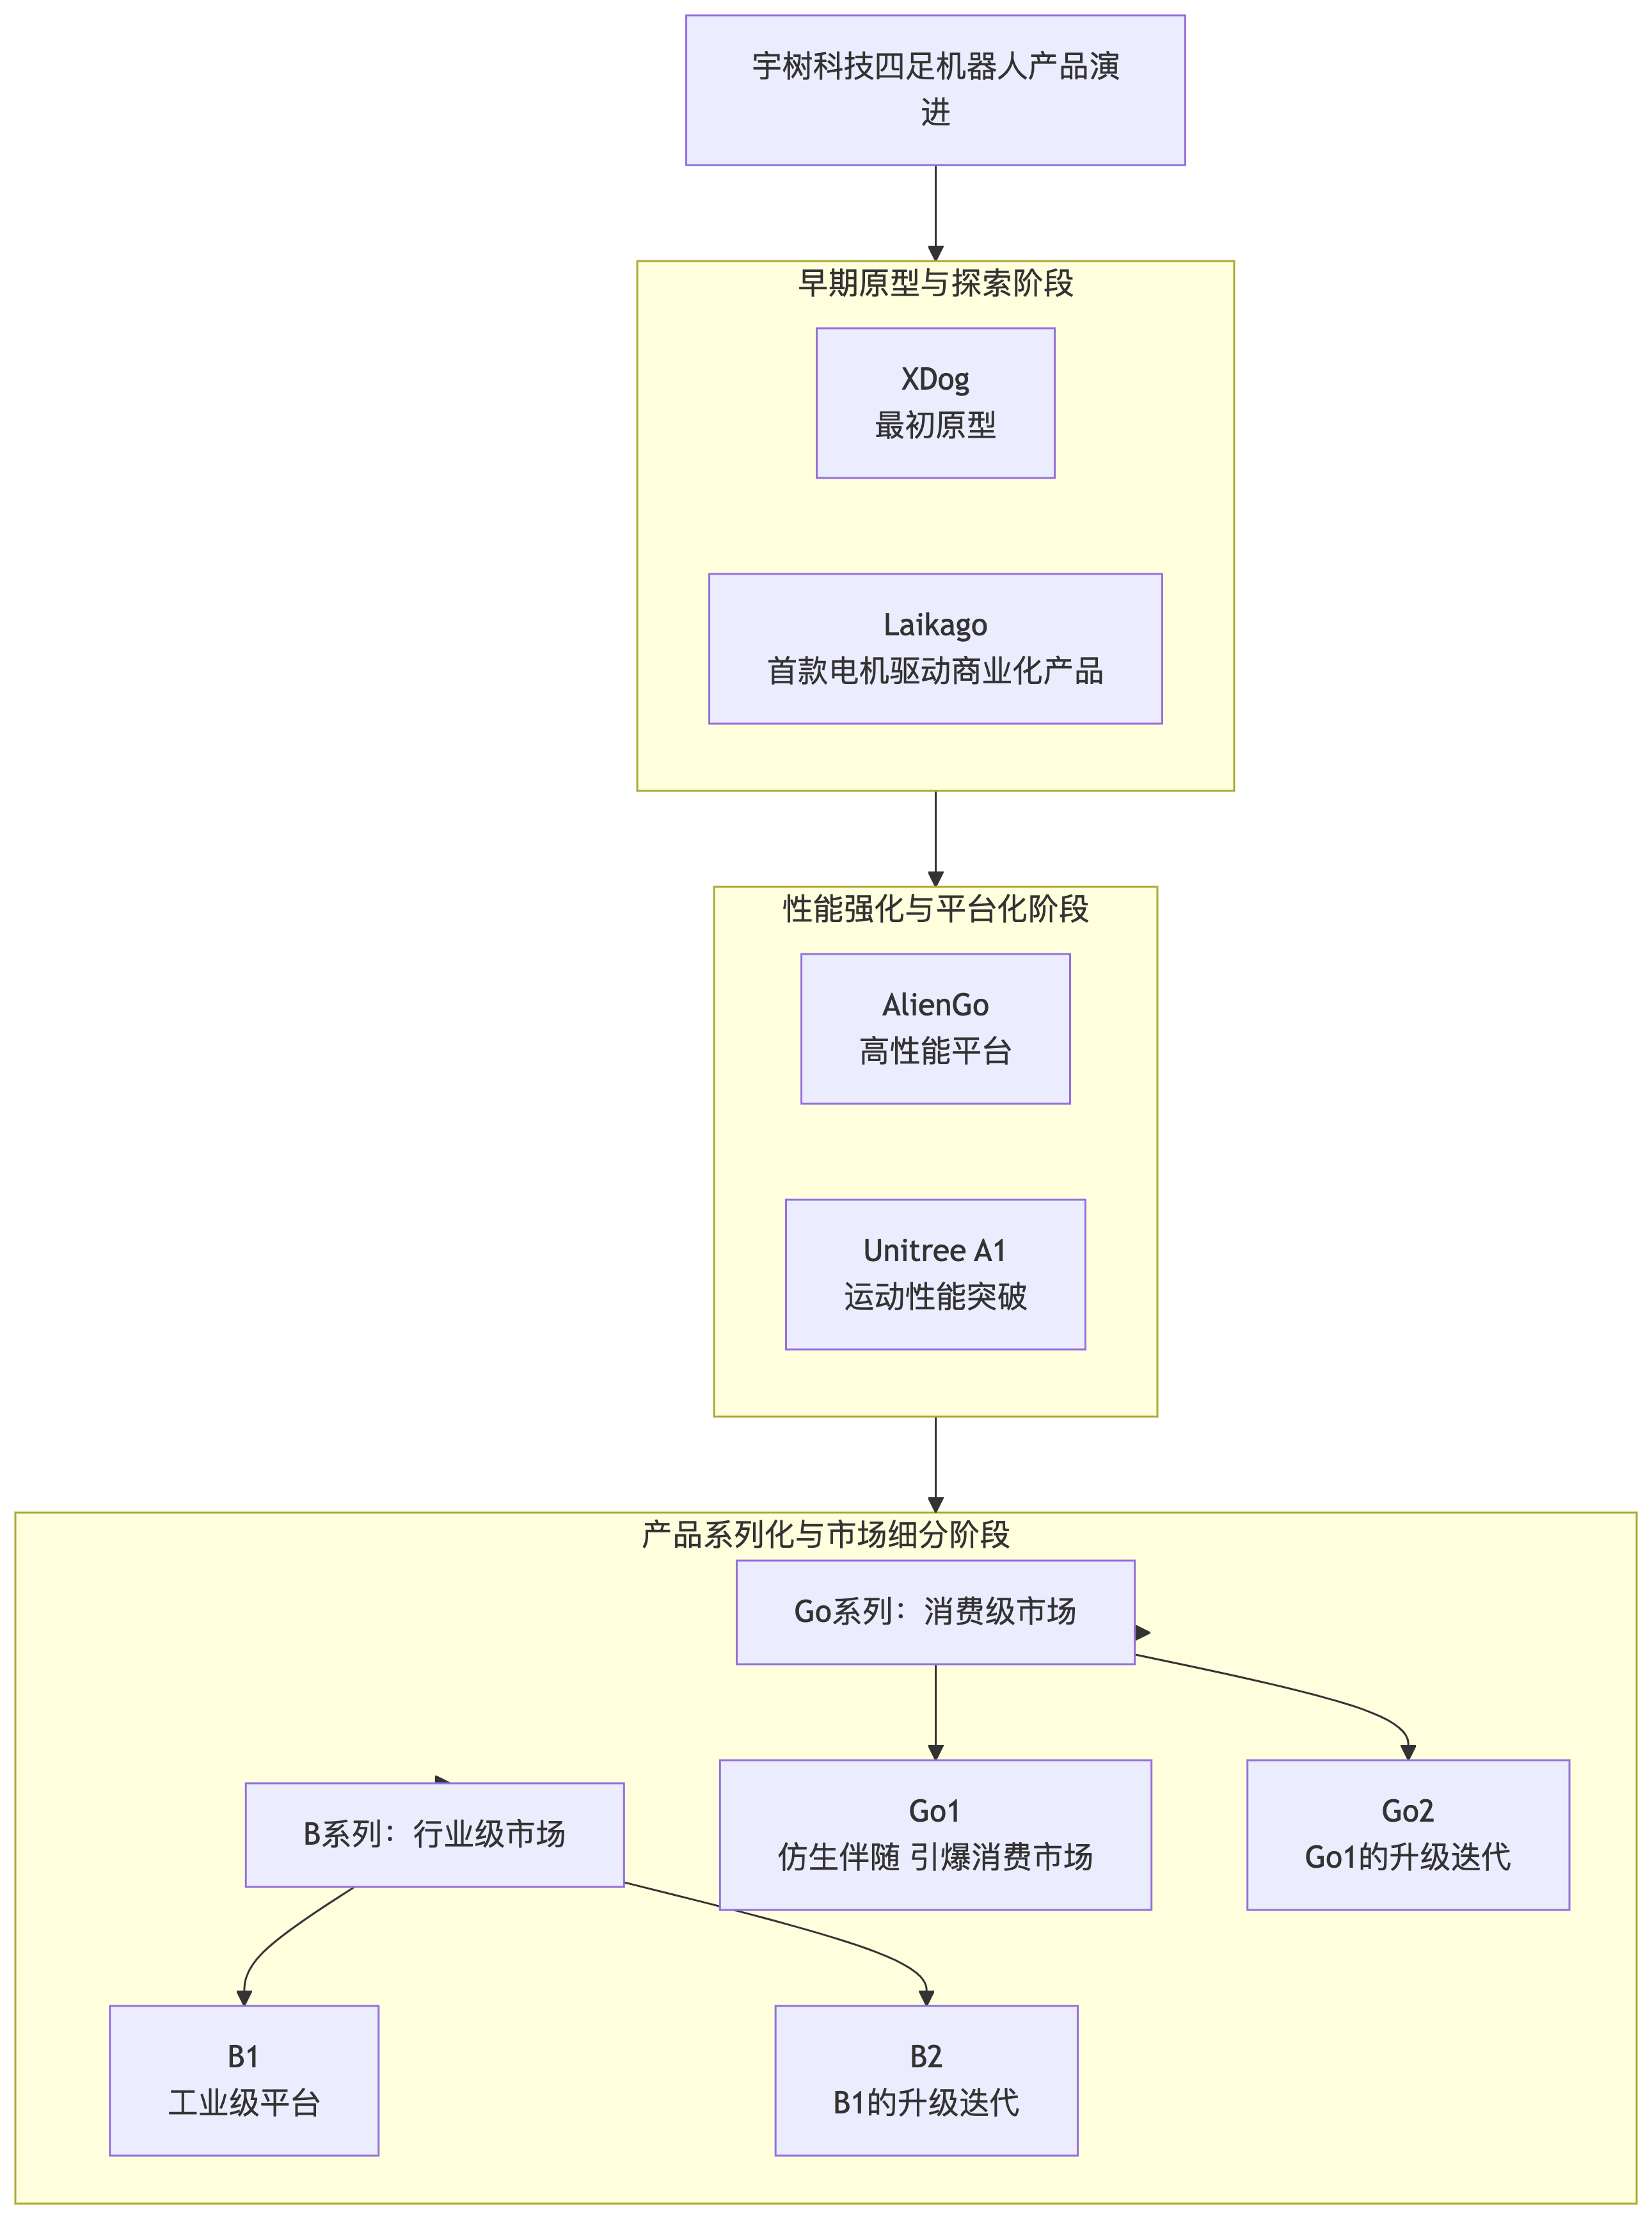 宇树科技四足机器人产品演
进
早期原型与探索阶段
XDog
最初原型
Laikago
首款电机驱动商业化产品
性能强化与平台化阶段
AlienGo
高性能平台
Unitree A1
运动性能突破
产品系列化与市场细分阶段
Go系列：消费级市场
B系列：行业级市场
Go1
仿生伴随 引爆消费市场
Go2
Go1的升级迭代
B1
工业级平台
B2
B1的升级迭代